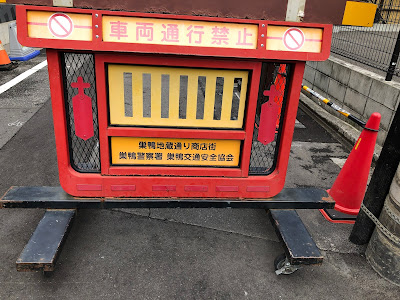 車両通行禁止
巣鴨地蔵通り商店街
巣鴨警察署 巣鴨交通安全協会